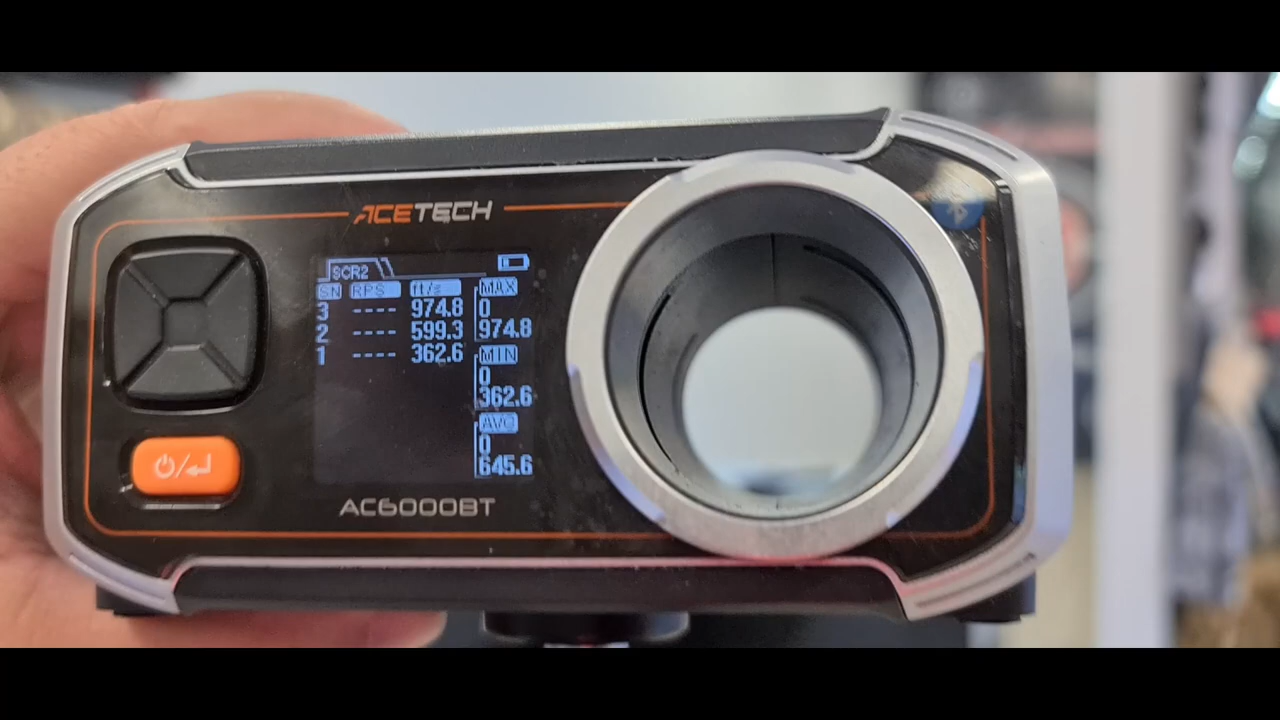 ACETECH
SCR2
SN RPS ft/s
3 ---- 974.8
2 ---- 599.3
1 ---- 362.6
MAX
0
974.8
MIN
0
362.6
AVG
0
645.6
AC6000BT